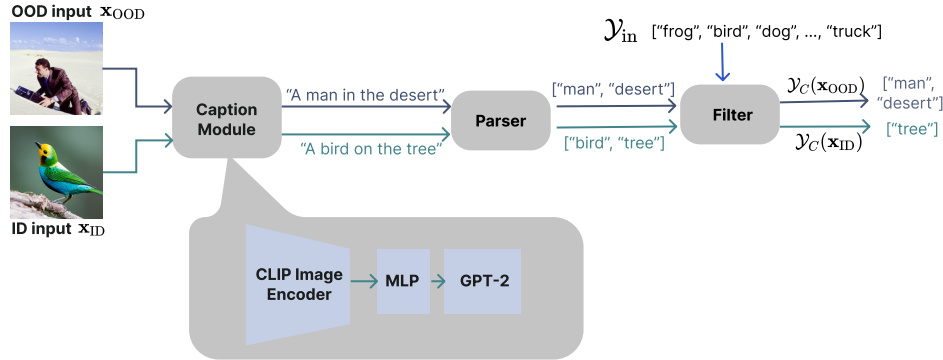 OOD input x_OOD
ID input x_ID
Caption
Module
“A man in the desert”
“A bird on the tree”
Parser
[“man”, “desert”]
[“bird”, “tree”]
𝒴_in [“frog”, “bird”, “dog”, ..., “truck”]
Filter
𝒴_C(x_OOD)
𝒴_C(x_ID)
[“man”,
“desert”]
[“tree”]
CLIP Image
Encoder
MLP
GPT-2